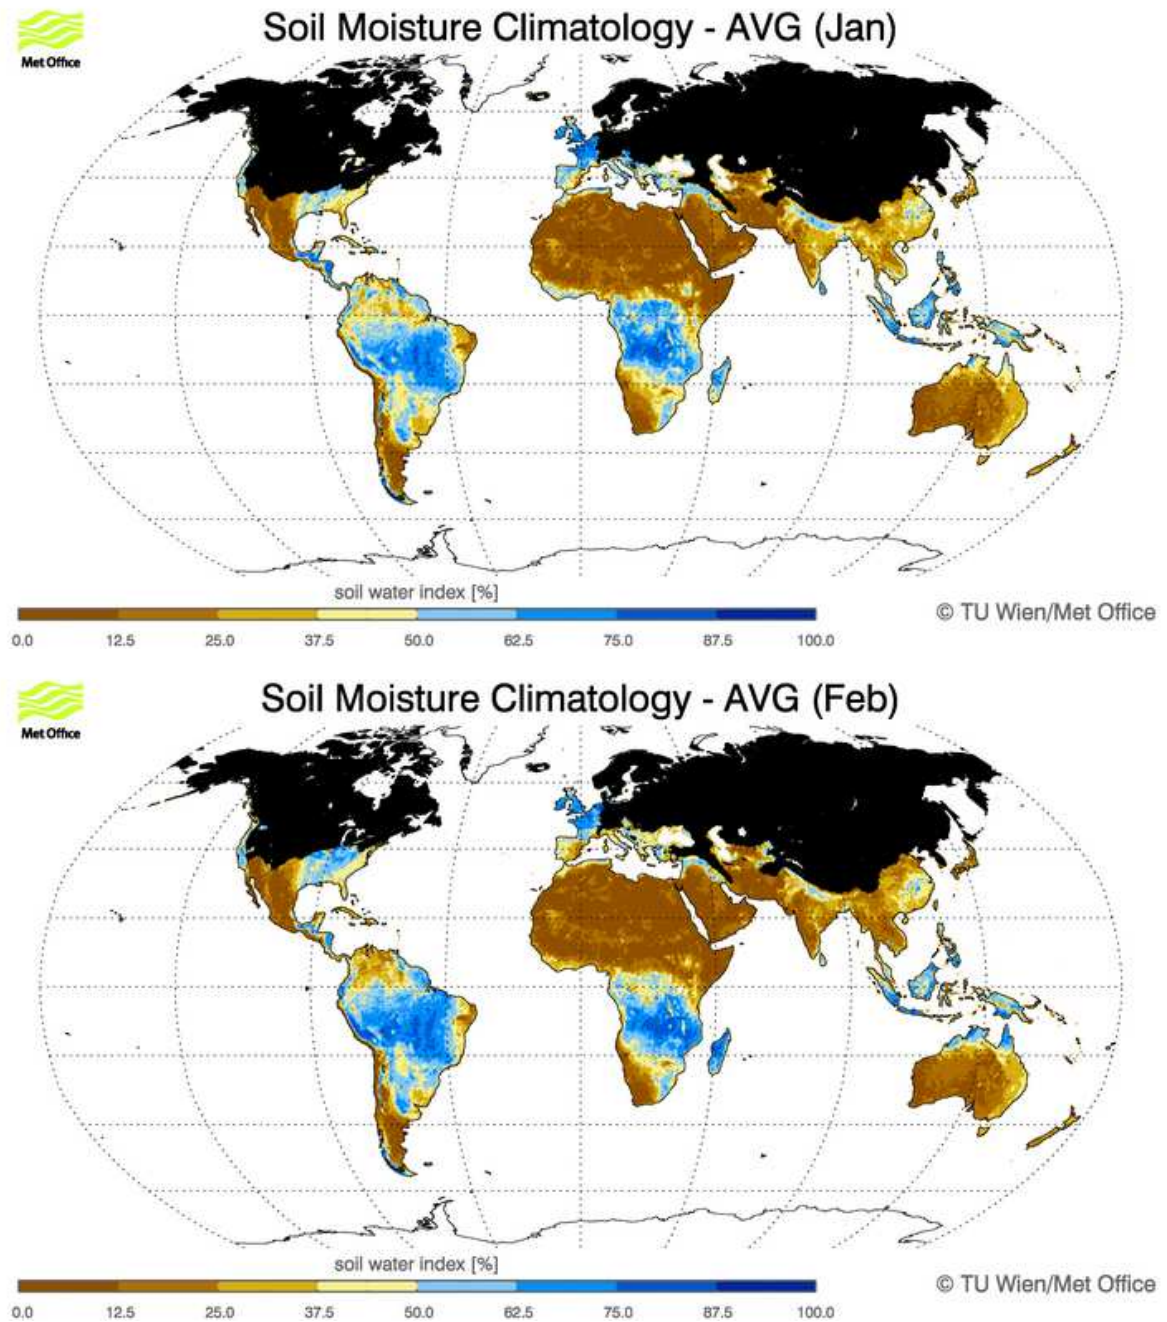 Soil Moisture Climatology - AVG (Jan)
Met Office
soil water index [%]
© TU Wien/Met Office
0.0 12.5 25.0 37.5 50.0 62.5 75.0 87.5 100.0
Soil Moisture Climatology - AVG (Feb)
Met Office
soil water index [%]
© TU Wien/Met Office
0.0 12.5 25.0 37.5 50.0 62.5 75.0 87.5 100.0